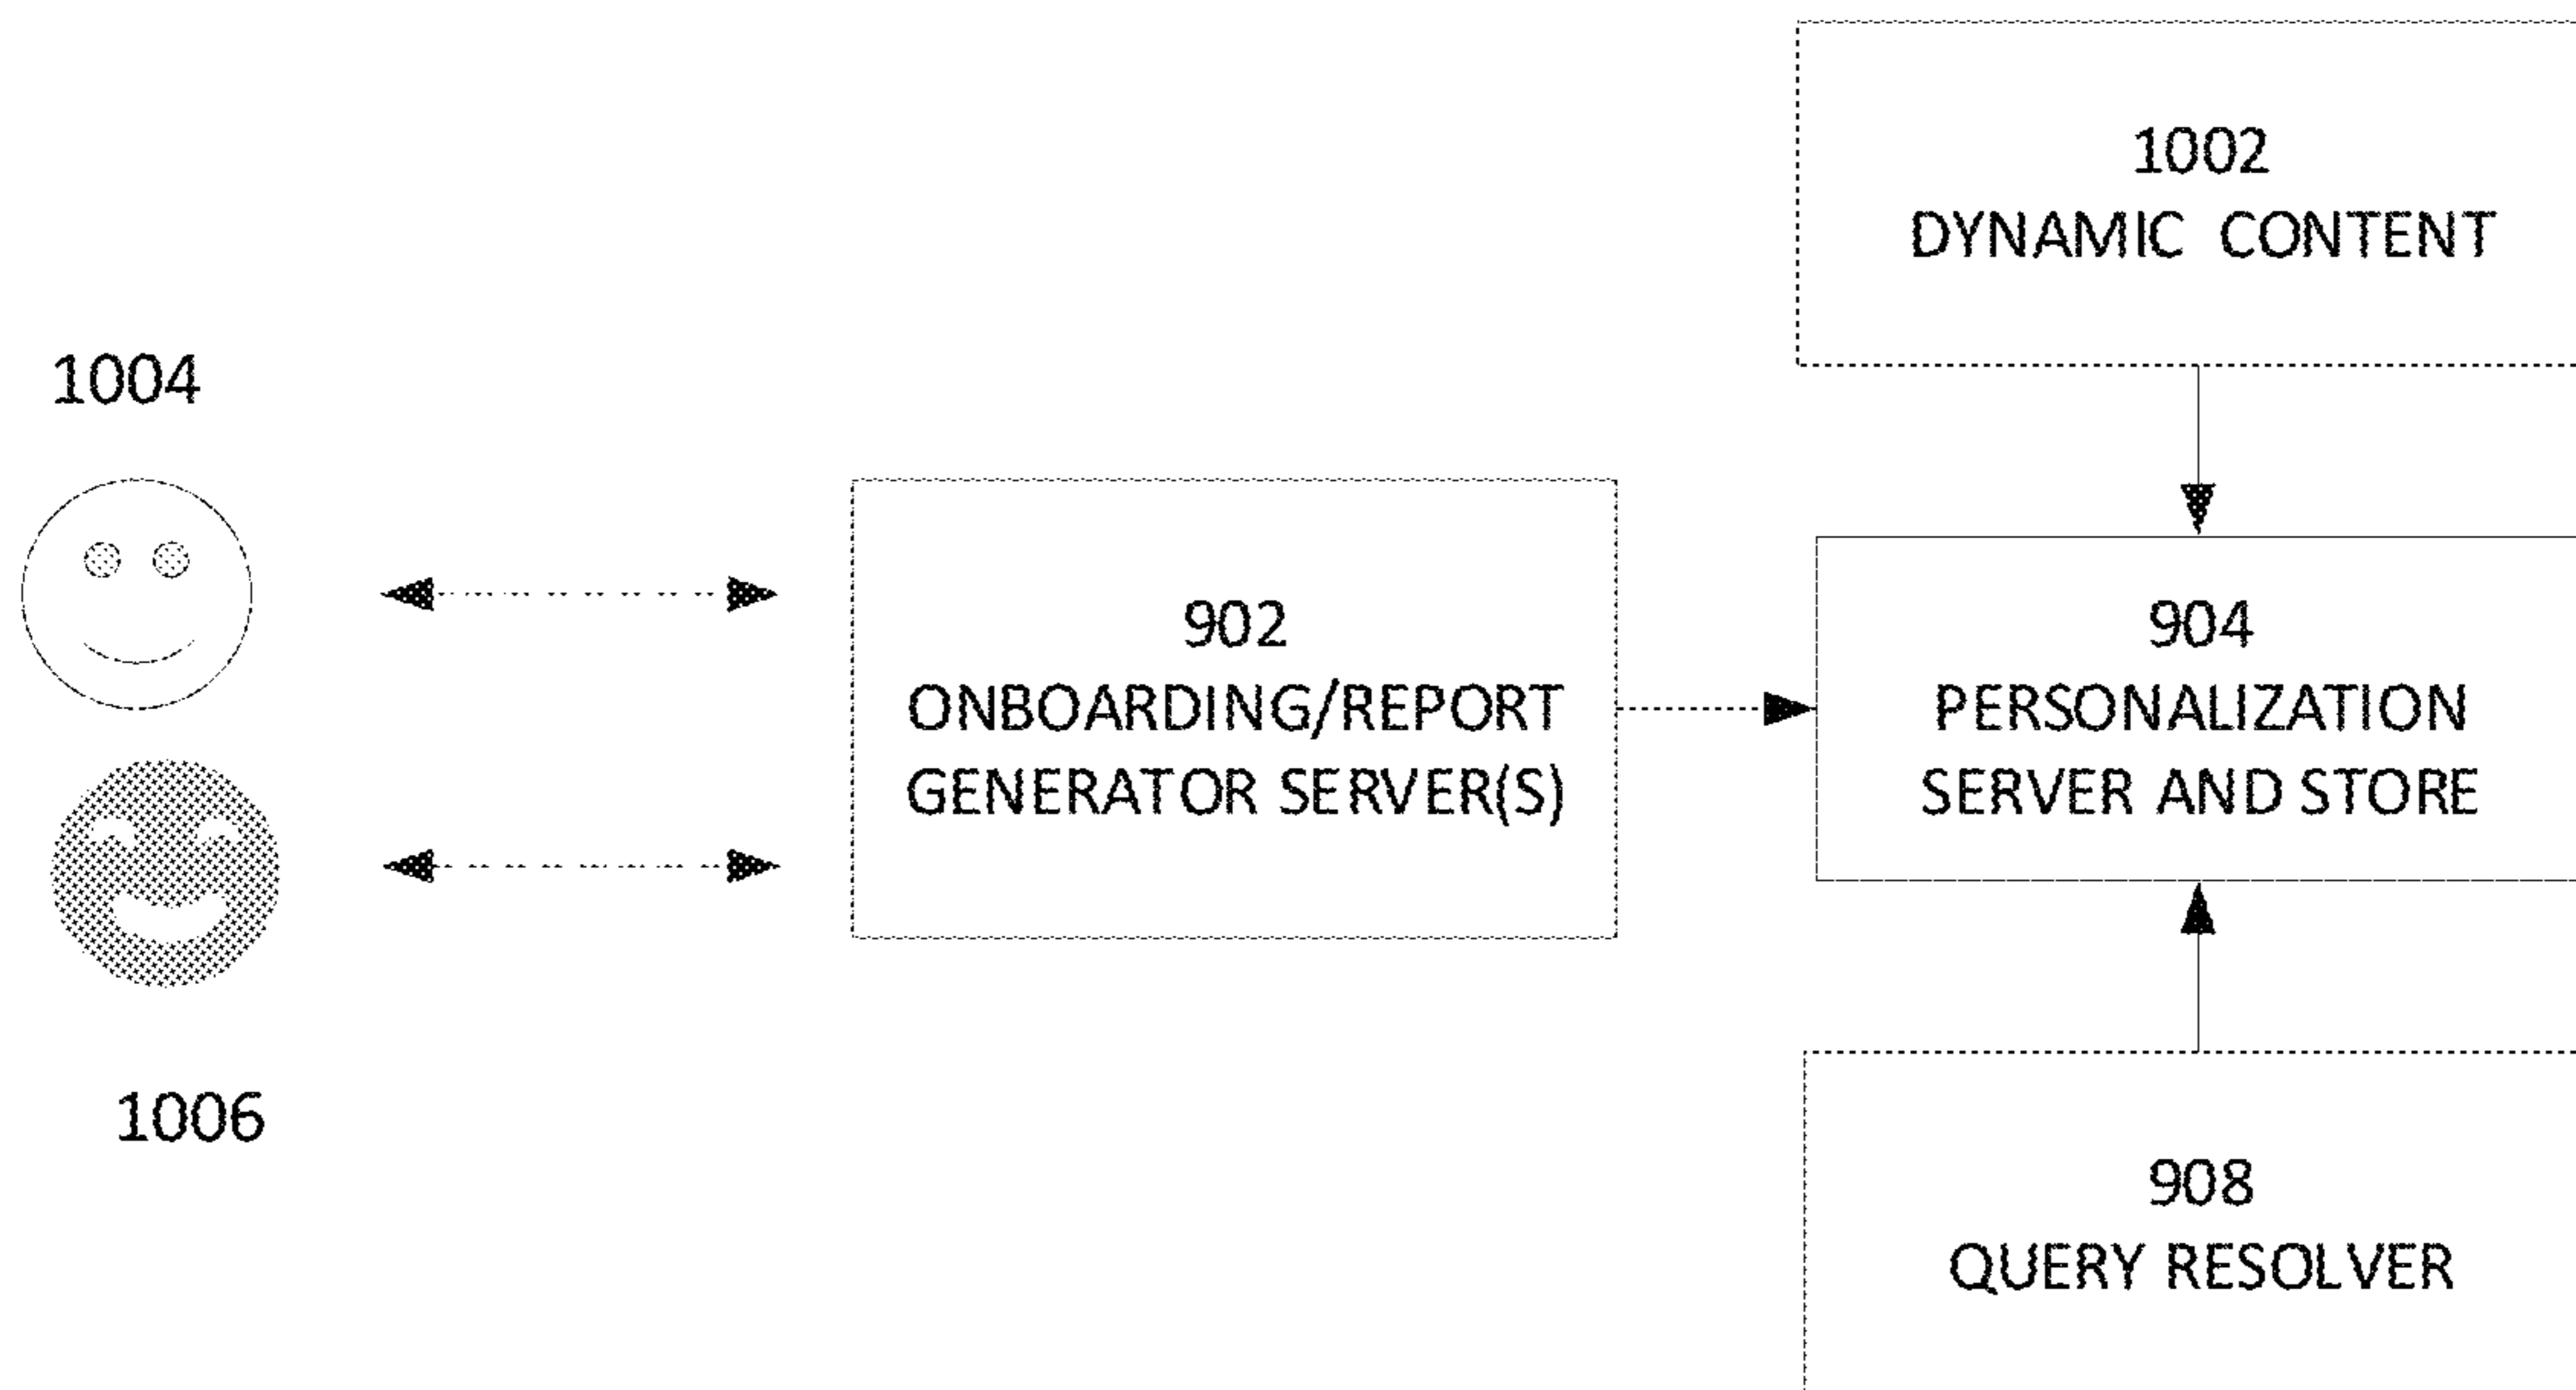 1002
DYNAMIC CONTENT
1004
902
ONBOARDING/REPORT
GENERATOR SERVER(S)
904
PERSONALIZATION
SERVER AND STORE
1006
908
QUERY RESOLVER